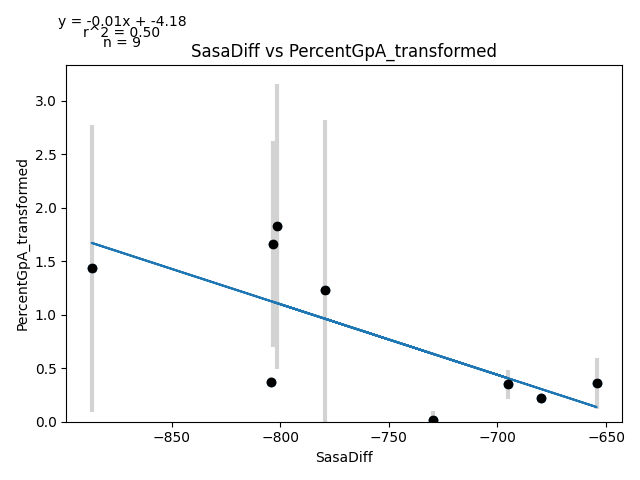 y = -0.01x + -4.18
r^2 = 0.50
n = 9
SasaDiff vs PercentGpA_transformed
PercentGpA_transformed
3.0
2.5
2.0
1.5
1.0
0.5
0.0
−850
−800
−750
−700
−650
SasaDiff